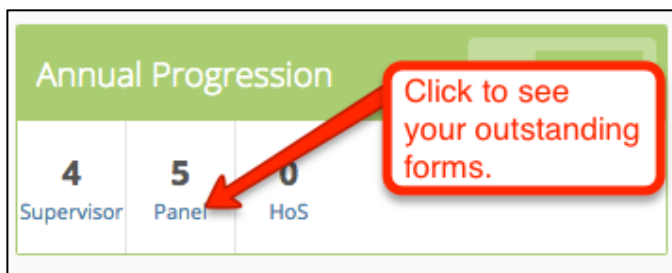 Annual Progression
Click to see
your outstanding
forms.
4 5 0
Supervisor Panel HoS